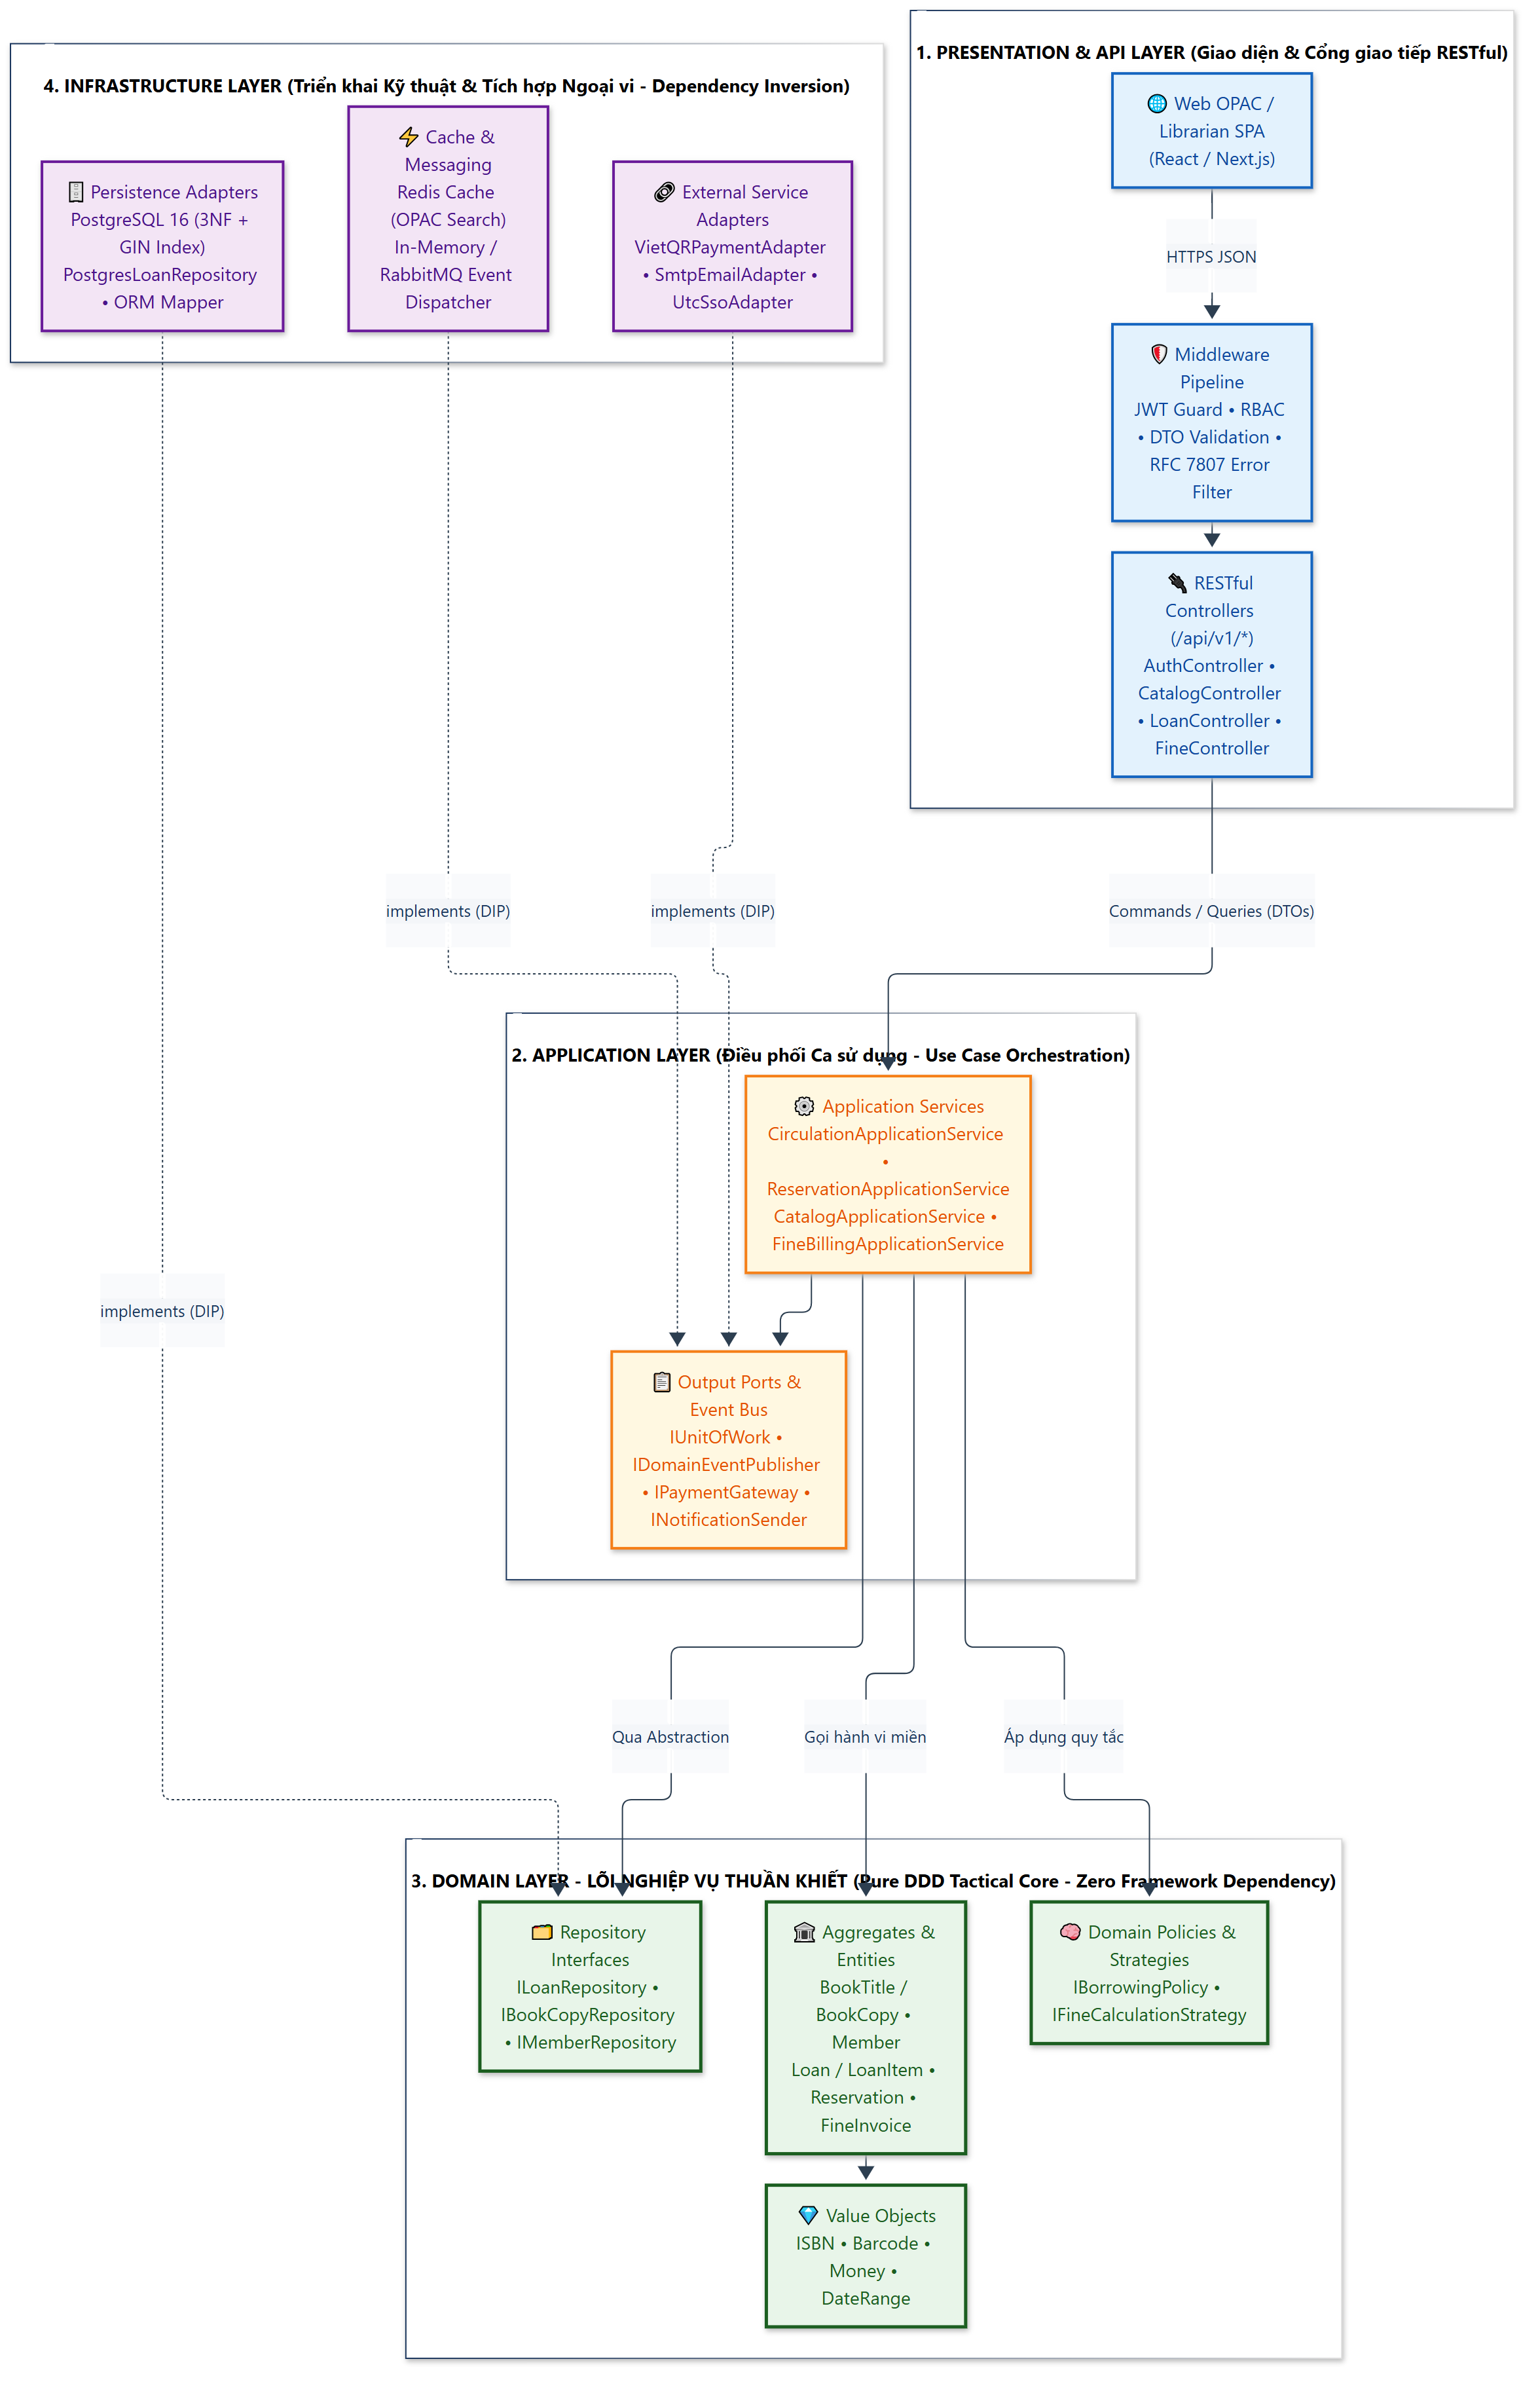 1. PRESENTATION & API LAYER (Giao diện & Cổng giao tiếp RESTful)
🌐 Web OPAC /
Librarian SPA
(React / Next.js)
HTTPS JSON
Middleware
Pipeline
JWT Guard • RBAC
• DTO Validation •
RFC 7807 Error
Filter
RESTful
Controllers
(/api/v1/*)
AuthController •
CatalogController
• LoanController •
FineController
4. INFRASTRUCTURE LAYER (Triển khai Kỹ thuật & Tích hợp Ngoại vi - Dependency Inversion)
Persistence Adapters
PostgreSQL 16 (3NF +
GIN Index)
PostgresLoanRepository
• ORM Mapper
⚡ Cache &
Messaging
Redis Cache
(OPAC Search)
In-Memory /
RabbitMQ Event
Dispatcher
External Service
Adapters
VietQRPaymentAdapter
• SmtpEmailAdapter •
UtcSsoAdapter
implements (DIP)
implements (DIP)
Commands / Queries (DTOs)
2. APPLICATION LAYER (Điều phối Ca sử dụng - Use Case Orchestration)
Application Services
CirculationApplicationService
•
ReservationApplicationService
CatalogApplicationService •
FineBillingApplicationService
implements (DIP)
Output Ports &
Event Bus
IUnitOfWork •
IDomainEventPublisher
• IPaymentGateway •
INotificationSender
Qua Abstraction
Gọi hành vi miền
Áp dụng quy tắc
3. DOMAIN LAYER - LÕI NGHIỆP VỤ THUẦN KHIẾT (Pure DDD Tactical Core - Zero Framework Dependency)
Repository
Interfaces
ILoanRepository •
IBookCopyRepository
• IMemberRepository
Aggregates &
Entities
BookTitle /
BookCopy •
Member
Loan / LoanItem •
Reservation •
FineInvoice
Domain Policies &
Strategies
IBorrowingPolicy •
IFineCalculationStrategy
Value Objects
ISBN • Barcode •
Money •
DateRange